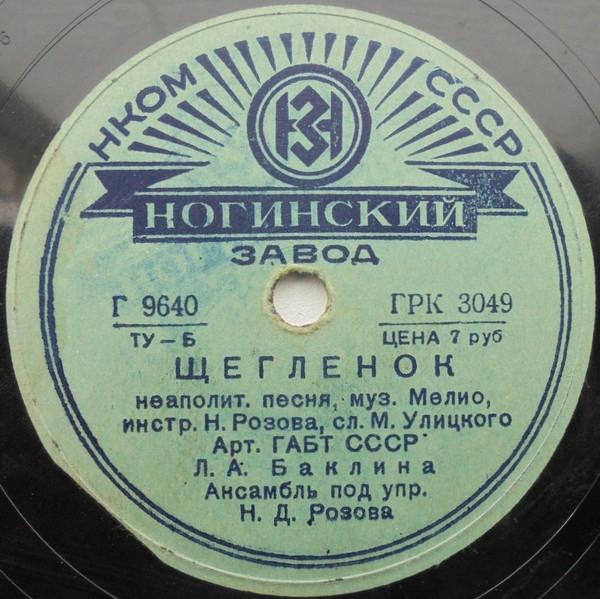 НКОМ СССР
НЗ
НОГИНСКИЙ
ЗАВОД
Г 9640 ГРК 3049
ТУ-Б ЦЕНА 7 руб
ЩЕГЛЕНОК
неаполит. песня, муз. Мелио,
инстр. Н. Розова, сл. М. Улицкого
Арт. ГАБТ СССР
Л. А. Баклина
Ансамбль под упр.
Н. Д. Розова